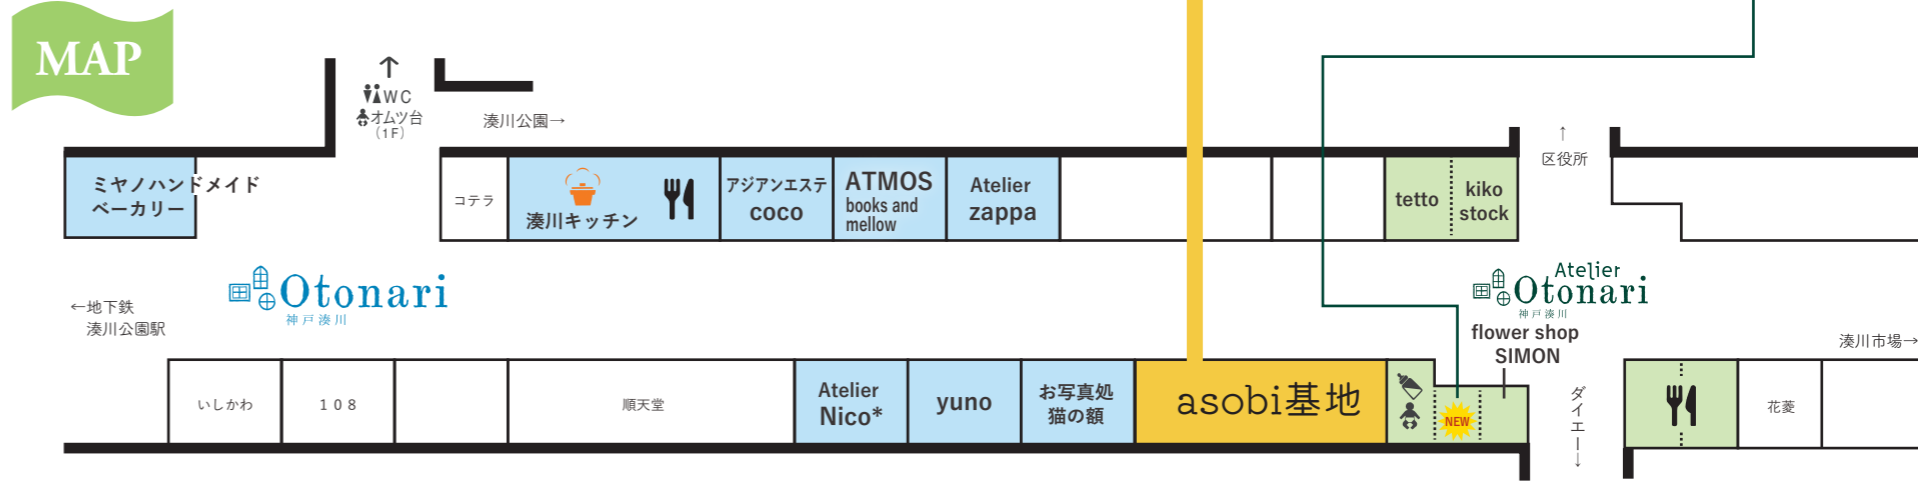 MAP
↑
WC
オムツ台
（1F）
湊川公園→
↑
区役所
ミヤノハンドメイド
ベーカリー
コテラ
湊川キッチン
アジアンエステ
coco
ATMOS
books and
mellow
Atelier
zappa
tetto
kiko
stock
←地下鉄
湊川公園駅
Otonari
神戸湊川
Atelier
Otonari
神戸湊川
flower shop
SIMON
湊川市場→
いしかわ
108
順天堂
Atelier
Nico*
yuno
お写真処
猫の額
asobi基地
NEW
ダイエー→
花菱